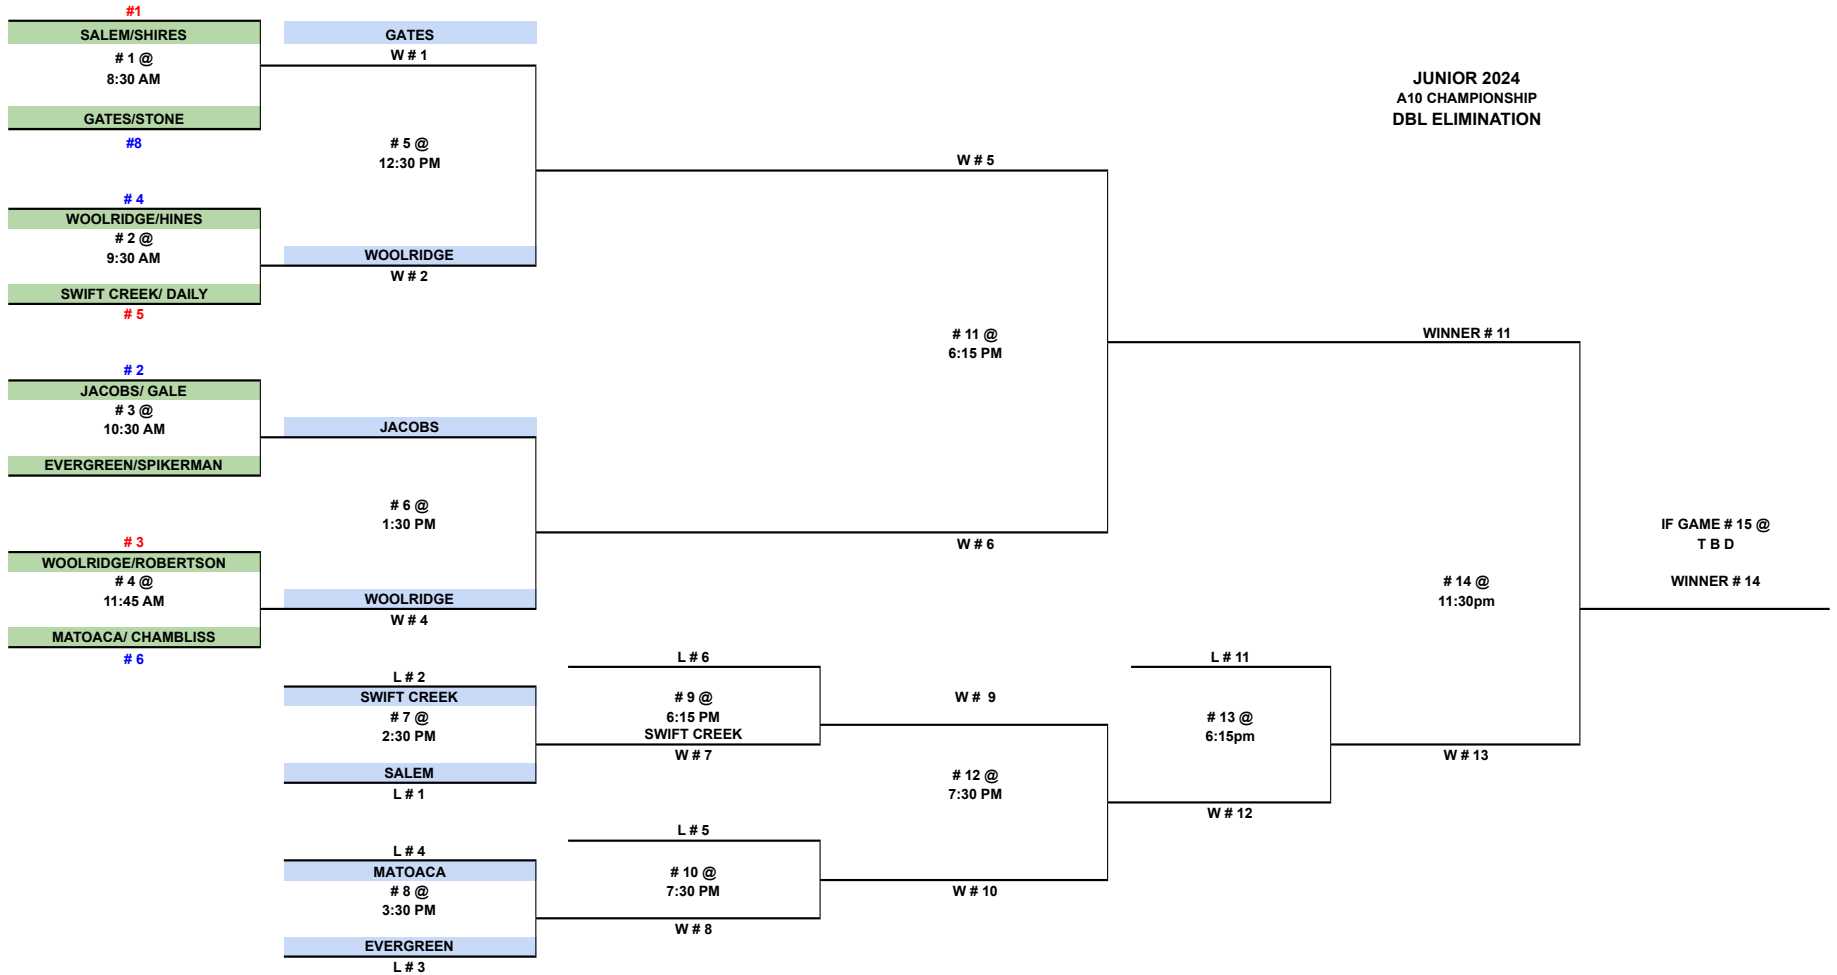 #1
SALEM/SHIRES
# 1 @
8:30 AM
GATES/STONE
#8
# 4
WOOLRIDGE/HINES
# 2 @
9:30 AM
SWIFT CREEK/ DAILY
# 5
# 2
JACOBS/ GALE
# 3 @
10:30 AM
EVERGREEN/SPIKERMAN
# 3
WOOLRIDGE/ROBERTSON
# 4 @
11:45 AM
MATOACA/ CHAMBLISS
# 6
GATES
W # 1
# 5 @
12:30 PM
WOOLRIDGE
W # 2
JACOBS
# 6 @
1:30 PM
WOOLRIDGE
W # 4
L # 2
SWIFT CREEK
# 7 @
2:30 PM
SALEM
L # 1
L # 4
MATOACA
# 8 @
3:30 PM
EVERGREEN
L # 3
L # 6
# 9 @
6:15 PM
SWIFT CREEK
W # 7
L # 5
# 10 @
7:30 PM
W # 8
W # 5
# 11 @
6:15 PM
W # 6
W # 9
# 12 @
7:30 PM
W # 10
L # 11
# 13 @
6:15pm
W # 12
JUNIOR 2024
A10 CHAMPIONSHIP
DBL ELIMINATION
WINNER # 11
# 14 @
11:30pm
W # 13
IF GAME # 15 @
T B D
WINNER # 14